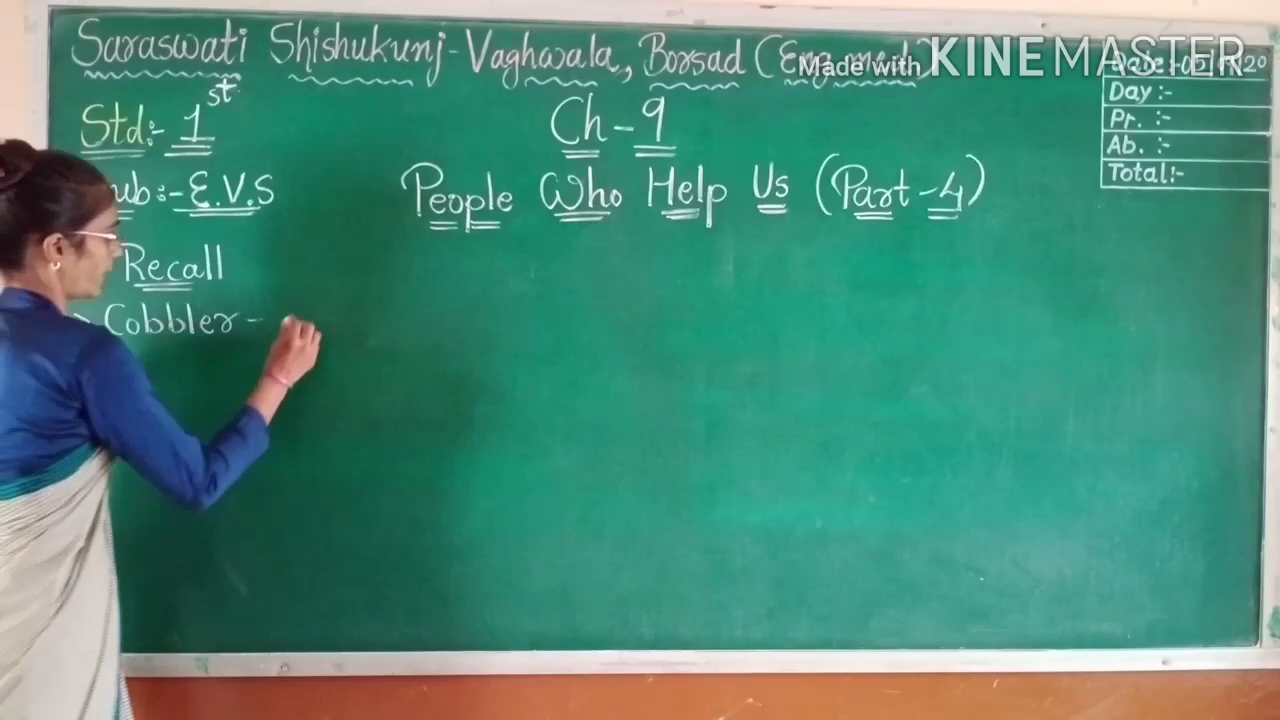 Saraswati Shishukunj - Vaghwala, Borsad (Eng.
Made with KINEMASTER
Date:-
Day:-
Pr. :-
Ab. :-
Total:-
Std:- 1st
Ch - 9
Sub:- E.V.S
People Who Help Us (Part - 4)
Recall
Cobbler -